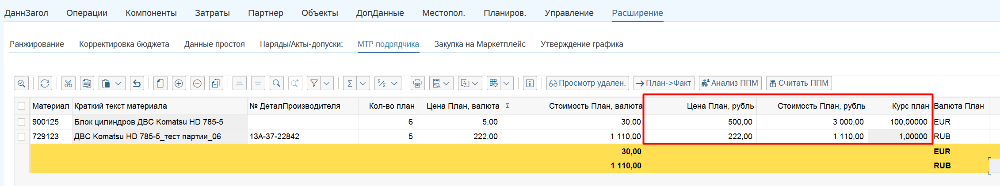 ДаннЗагол Операции Компоненты Затраты Партнер Объекты ДопДанные Местопол. Планиров. Управление Расширение
Ранжирование Корректировка бюджета Данные простоя Наряды/Акты-допуски: МТР подрядчика Закупка на Маркетплейс Утверждение графика
Просмотр удален. План->Факт Анализ ППМ Считать ППМ
Материал Краткий текст материала № ДеталПроизводителя Кол-во план Цена План, валюта Σ Стоимость План, валюта Цена План, рубль Стоимость План, рубль Курс план Валюта План
900125 Блок цилиндров ДВС Komatsu HD 785-5 6 5,00 30,00 500,00 3 000,00 100,00000 EUR
729123 ДВС Komatsu HD 785-5_тест партии_06 13A-37-22842 5 222,00 1 110,00 222,00 1 110,00 1,00000 RUB
30,00 EUR
1 110,00 RUB